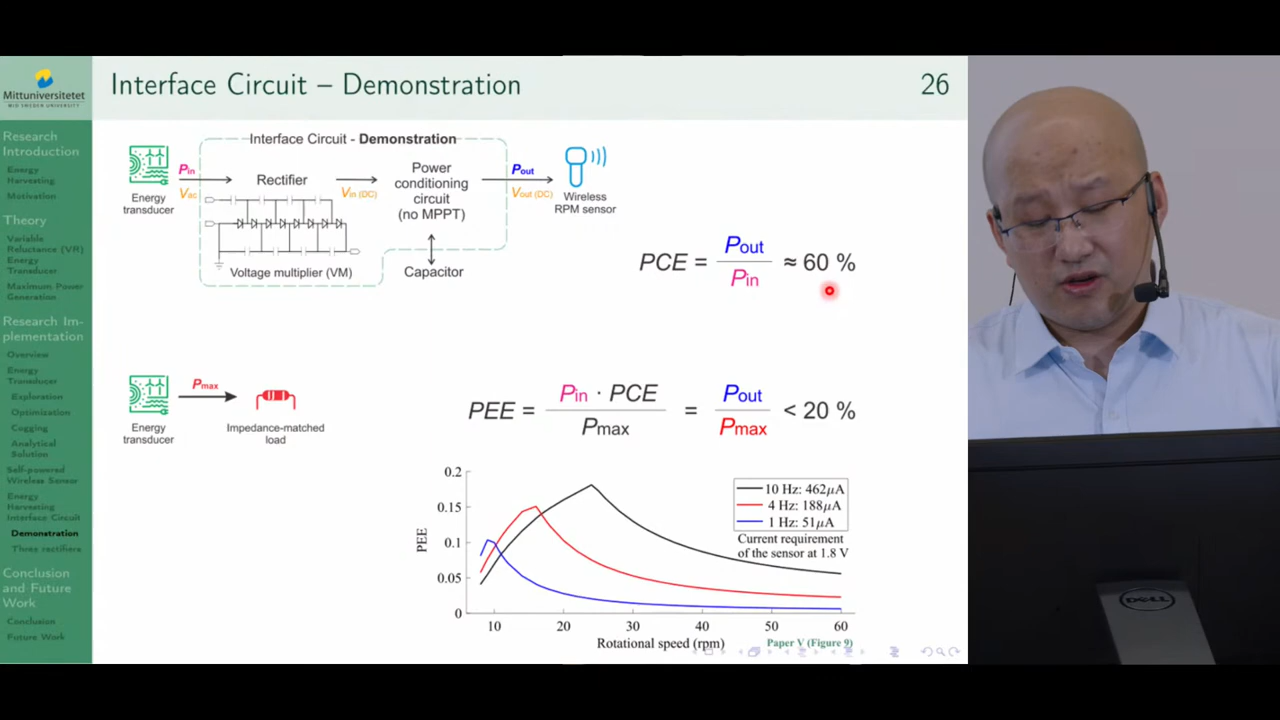 Interface Circuit – Demonstration
26
Mittuniversitetet
MID SWEDEN UNIVERSITY
Research
Introduction
Energy
Harvesting
Motivation
Theory
Variable
Reluctance (VR)
Energy
Transducer
Maximum Power
Generation
Research Im-
plementation
Overview
Energy
Transducer
Exploration
Optimization
Cogging
Analytical
Solution
Self-powered
Wireless Sensor
Energy
Harvesting
Interface Circuit
Demonstration
Three rectifiers
Conclusion
and Future
Work
Conclusion
Future Work
Interface Circuit - Demonstration
Energy
transducer
Pin
Vac
Rectifier
Voltage multiplier (VM)
Vin (DC)
Power
conditioning
circuit
(no MPPT)
Capacitor
Pout
Vout (DC)
Wireless
RPM sensor
PCE = Pout / Pin ≈ 60 %
Energy
transducer
Pmax
Impedance-matched
load
PEE = Pin · PCE / Pmax = Pout / Pmax < 20 %
PEE
0.2
0.15
0.1
0.05
0
10 20 30 40 50 60
Rotational speed (rpm)
10 Hz: 462μA
4 Hz: 188μA
1 Hz: 51μA
Current requirement
of the sensor at 1.8 V
Paper V (Figure 9)
DELL